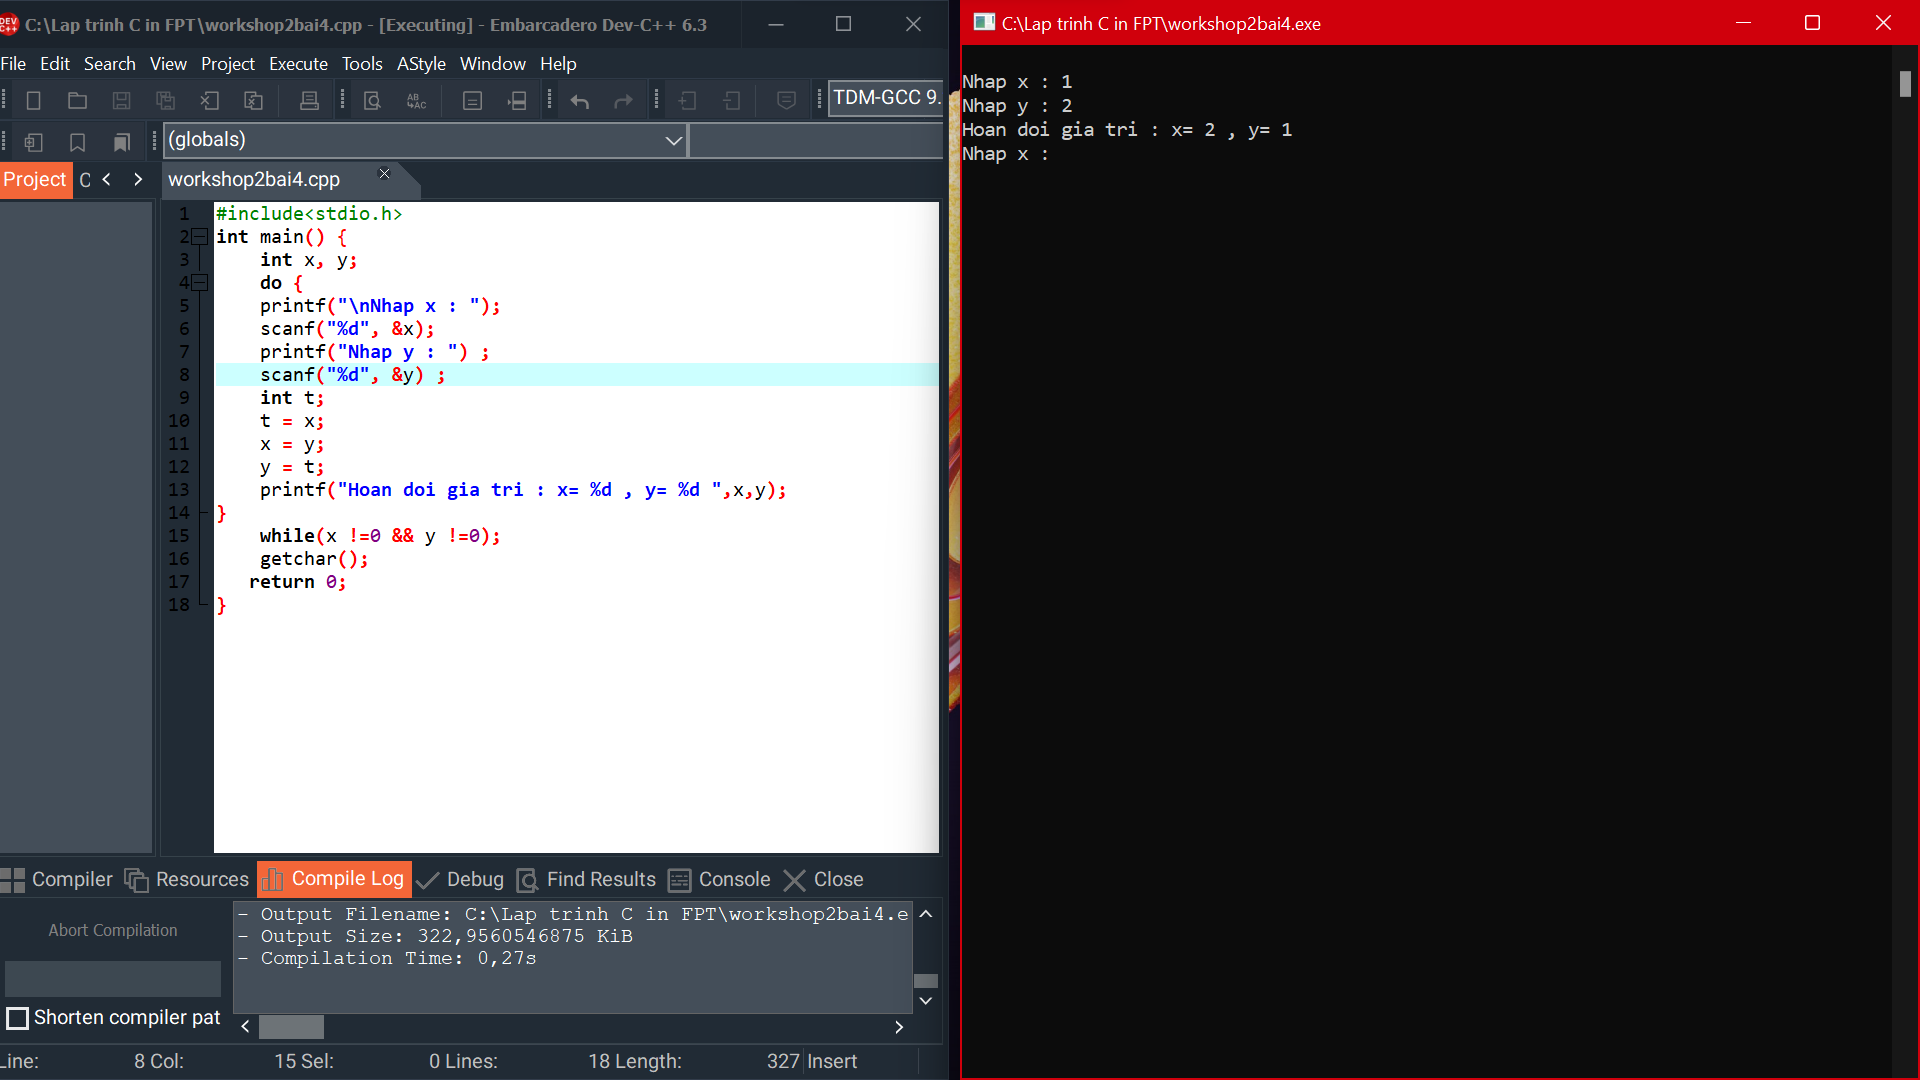 C:\Lap trinh C in FPT\workshop2bai4.cpp - [Executing] - Embarcadero Dev-C++ 6.3
File Edit Search View Project Execute Tools AStyle Window Help
TDM-GCC 9.
(globals)
Project C
workshop2bai4.cpp
1 #include<stdio.h>
2 int main() {
3 int x, y;
4 do {
5 printf("\nNhap x : ");
6 scanf("%d", &x);
7 printf("Nhap y : ") ;
8 scanf("%d", &y) ;
9 int t;
10 t = x;
11 x = y;
12 y = t;
13 printf("Hoan doi gia tri : x= %d , y= %d ",x,y);
14 }
15 while(x !=0 && y !=0);
16 getchar();
17 return 0;
18 }
Compiler Resources Compile Log Debug Find Results Console Close
Abort Compilation
Shorten compiler pat
- Output Filename: C:\Lap trinh C in FPT\workshop2bai4.e
- Output Size: 322,9560546875 KiB
- Compilation Time: 0,27s
Line: 8 Col: 15 Sel: 0 Lines: 18 Length: 327 Insert
C:\Lap trinh C in FPT\workshop2bai4.exe
Nhap x : 1
Nhap y : 2
Hoan doi gia tri : x= 2 , y= 1
Nhap x :